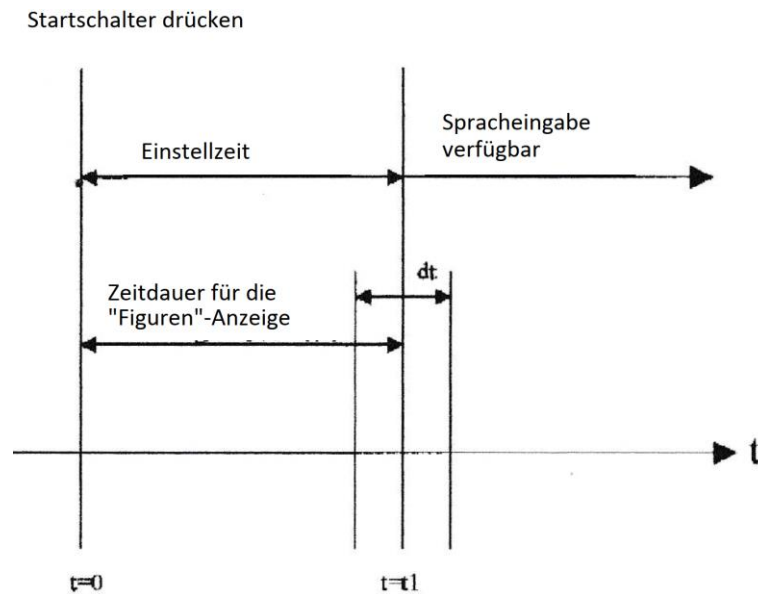 Startschalter drücken
Einstellzeit
Spracheingabe
verfügbar
dt
Zeitdauer für die
"Figuren"-Anzeige
t
t=0
t=t1